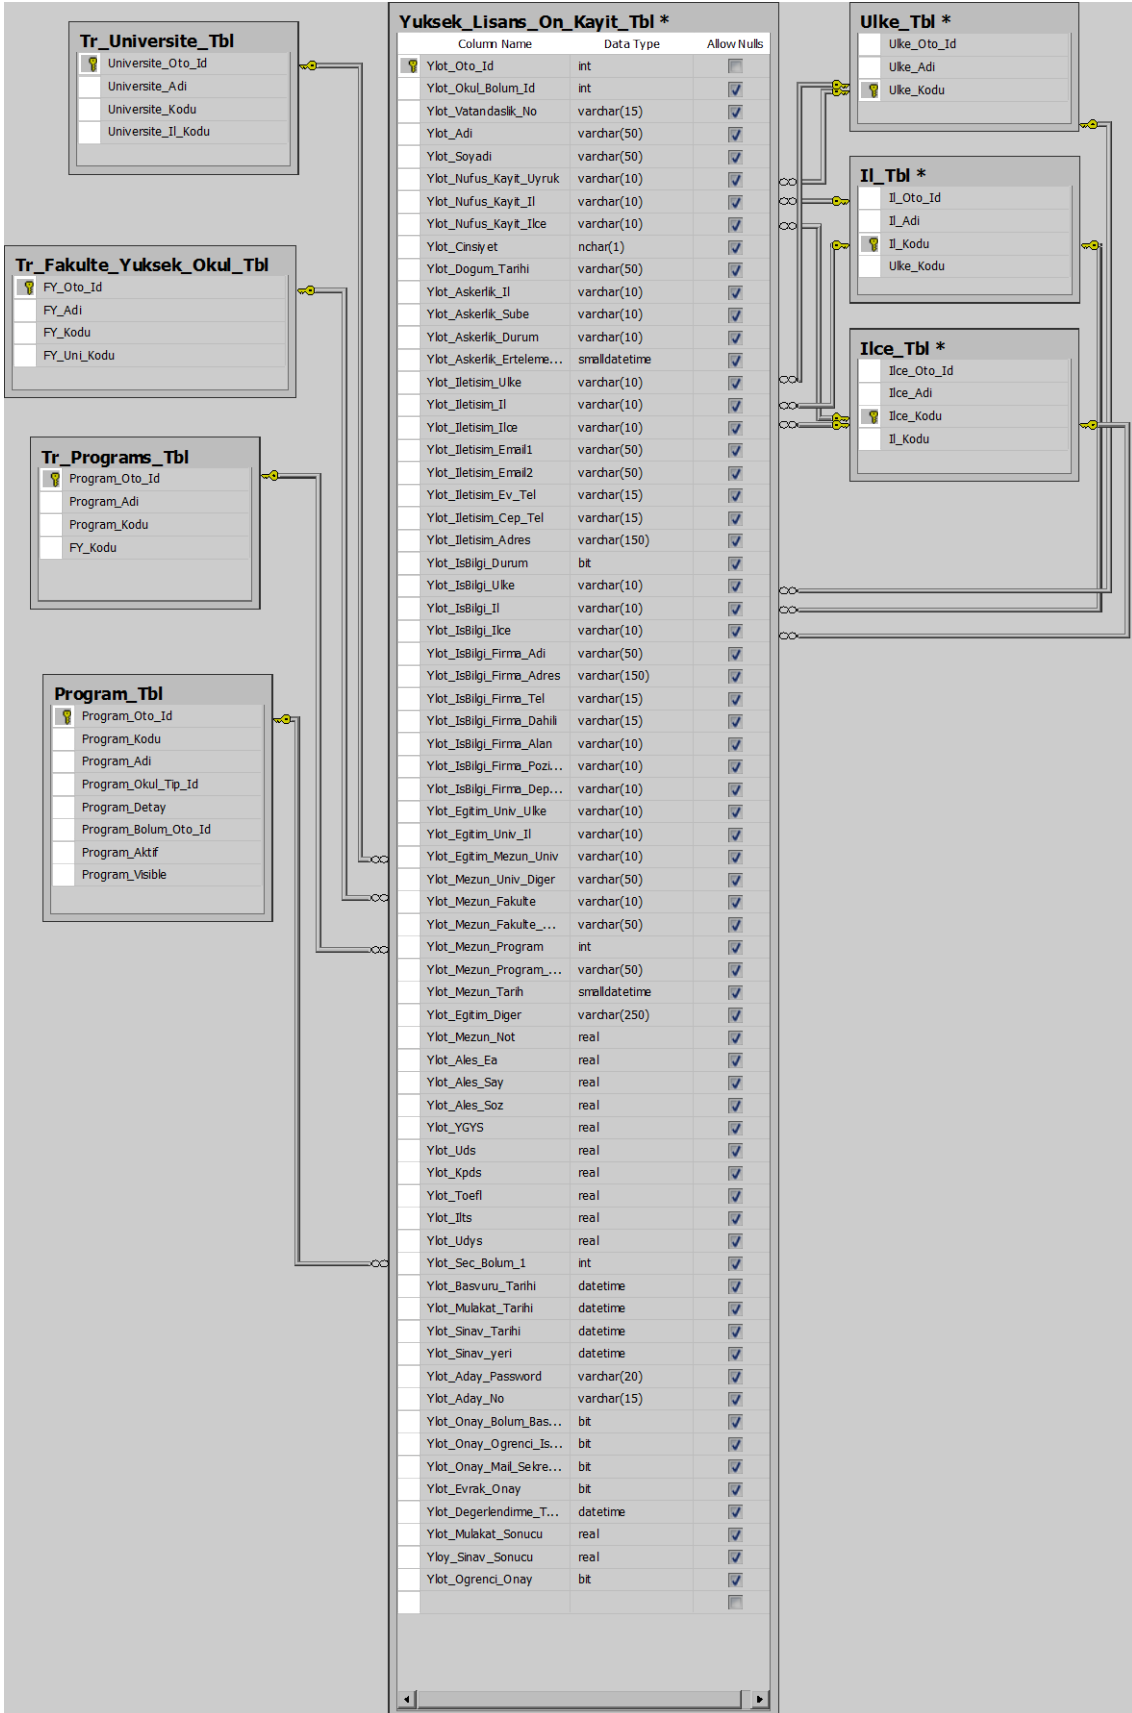 Tr_Universite_Tbl
Universite_Oto_Id
Universite_Adi
Universite_Kodu
Universite_Il_Kodu
Tr_Fakulte_Yuksek_Okul_Tbl
FY_Oto_Id
FY_Adi
FY_Kodu
FY_Uni_Kodu
Tr_Programs_Tbl
Program_Oto_Id
Program_Adi
Program_Kodu
FY_Kodu
Program_Tbl
Program_Oto_Id
Program_Kodu
Program_Adi
Program_Okul_Tip_Id
Program_Detay
Program_Bolum_Oto_Id
Program_Aktif
Program_Visible
Yuksek_Lisans_On_Kayit_Tbl *
Column Name Data Type Allow Nulls
Ylot_Oto_Id int
Ylot_Okul_Bolum_Id int
Ylot_Vatandaslik_No varchar(15)
Ylot_Adi varchar(50)
Ylot_Soyadi varchar(50)
Ylot_Nufus_Kayit_Uyruk varchar(10)
Ylot_Nufus_Kayit_Il varchar(10)
Ylot_Nufus_Kayit_Ilce varchar(10)
Ylot_Cinsiyet nchar(1)
Ylot_Dogum_Tarihi varchar(50)
Ylot_Askerlik_Il varchar(10)
Ylot_Askerlik_Sube varchar(10)
Ylot_Askerlik_Durum varchar(10)
Ylot_Askerlik_Erteleme... smalldatetime
Ylot_Iletisim_Ulke varchar(10)
Ylot_Iletisim_Il varchar(10)
Ylot_Iletisim_Ilce varchar(10)
Ylot_Iletisim_Email1 varchar(50)
Ylot_Iletisim_Email2 varchar(50)
Ylot_Iletisim_Ev_Tel varchar(15)
Ylot_Iletisim_Cep_Tel varchar(15)
Ylot_Iletisim_Adres varchar(150)
Ylot_IsBilgi_Durum bit
Ylot_IsBilgi_Ulke varchar(10)
Ylot_IsBilgi_Il varchar(10)
Ylot_IsBilgi_Ilce varchar(10)
Ylot_IsBilgi_Firma_Adi varchar(50)
Ylot_IsBilgi_Firma_Adres varchar(150)
Ylot_IsBilgi_Firma_Tel varchar(15)
Ylot_IsBilgi_Firma_Dahili varchar(15)
Ylot_IsBilgi_Firma_Alan varchar(10)
Ylot_IsBilgi_Firma_Pozi... varchar(10)
Ylot_IsBilgi_Firma_Dep... varchar(10)
Ylot_Egitim_Univ_Ulke varchar(10)
Ylot_Egitim_Univ_Il varchar(10)
Ylot_Egitim_Mezun_Univ varchar(10)
Ylot_Mezun_Univ_Diger varchar(50)
Ylot_Mezun_Fakulte varchar(10)
Ylot_Mezun_Fakulte_... varchar(50)
Ylot_Mezun_Program int
Ylot_Mezun_Program_... varchar(50)
Ylot_Mezun_Tarih smalldatetime
Ylot_Egitim_Diger varchar(250)
Ylot_Mezun_Not real
Ylot_Ales_Ea real
Ylot_Ales_Say real
Ylot_Ales_Soz real
Ylot_YGYS real
Ylot_Uds real
Ylot_Kpds real
Ylot_Toefl real
Ylot_Ilts real
Ylot_Udys real
Ylot_Sec_Bolum_1 int
Ylot_Basvuru_Tarihi datetime
Ylot_Mulakat_Tarihi datetime
Ylot_Sinav_Tarihi datetime
Ylot_Sinav_yeri datetime
Ylot_Aday_Password varchar(20)
Ylot_Aday_No varchar(15)
Ylot_Onay_Bolum_Bas... bit
Ylot_Onay_Ogrenci_Is... bit
Ylot_Onay_Mail_Sekre... bit
Ylot_Evrak_Onay bit
Ylot_Degerlendirme_T... datetime
Ylot_Mulakat_Sonucu real
Yloy_Sinav_Sonucu real
Ylot_Ogrenci_Onay bit
Ulke_Tbl *
Ulke_Oto_Id
Ulke_Adi
Ulke_Kodu
Il_Tbl *
Il_Oto_Id
Il_Adi
Il_Kodu
Ulke_Kodu
Ilce_Tbl *
Ilce_Oto_Id
Ilce_Adi
Ilce_Kodu
Il_Kodu